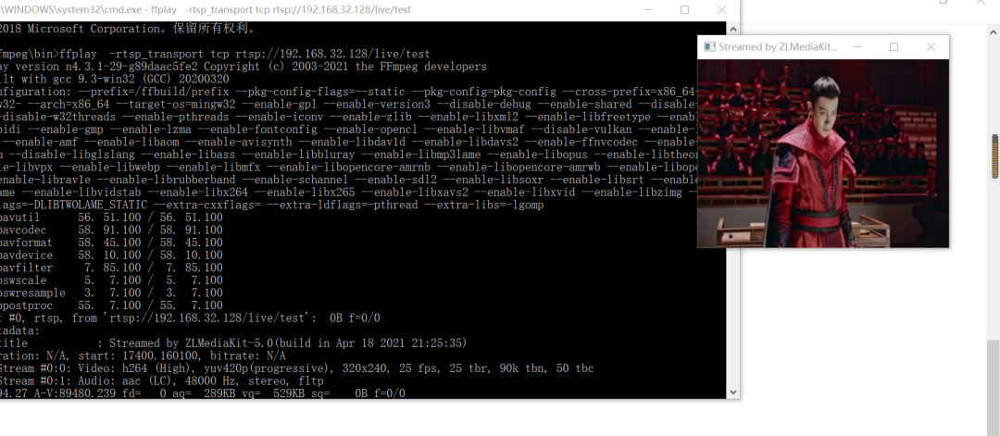 \WINDOWS\system32\cmd.exe - ffplay  -rtsp_transport tcp rtsp://192.168.32.128/live/test
2018 Microsoft Corporation。保留所有权利。
fmpeg\bin>ffplay  -rtsp_transport tcp rtsp://192.168.32.128/live/test
ay version n4.3.1-29-g89daac5fe2 Copyright (c) 2003-2021 the FFmpeg developers
ilt with gcc 9.3-win32 (GCC) 20200320
nfiguration: --prefix=/ffbuild/prefix --pkg-config-flags=--static --pkg-config=pkg-config --cross-prefix=x86_64-
w32- --arch=x86_64 --target-os=mingw32 --enable-gpl --enable-version3 --disable-debug --enable-shared --disable-
-disable-w32threads --enable-pthreads --enable-iconv --enable-zlib --enable-libxml2 --enable-libfreetype --enabl
bidi --enable-gmp --enable-lzma --enable-fontconfig --enable-opencl --enable-libvmaf --disable-vulkan --enable-l
--enable-amf --enable-libaom --enable-avisynth --enable-libdav1d --enable-libdavs2 --enable-ffnvcodec --enable-
n --disable-libglslang --enable-libass --enable-libbluray --enable-libmp3lame --enable-libopus --enable-libtheor
le-libvpx --enable-libwebp --enable-libmfx --enable-libopencore-amrnb --enable-libopencore-amrwb --enable-libope
enable-librav1e --enable-librubberband --enable-schannel --enable-sdl2 --enable-libsoxr --enable-libsrt --enabl
ame --enable-libvidstab --enable-libx264 --enable-libx265 --enable-libxavs2 --enable-libxvid --enable-libzimg --
lags=-DLIBTWOLAME_STATIC --extra-cxxflags= --extra-ldflags=-pthread --extra-libs=-lgomp
bavutil      56. 51.100 / 56. 51.100
bavcodec     58. 91.100 / 58. 91.100
bavformat    58. 45.100 / 58. 45.100
bavdevice    58. 10.100 / 58. 10.100
bavfilter     7. 85.100 /  7. 85.100
bswscale      5.  7.100 /  5.  7.100
bswresample   3.  7.100 /  3.  7.100
bpostproc    55.  7.100 / 55.  7.100
t #0, rtsp, from 'rtsp://192.168.32.128/live/test':  0B f=0/0
tadata:
title           : Streamed by ZLMediaKit-5.0(build in Apr 18 2021 21:25:35)
ration: N/A, start: 17400.160100, bitrate: N/A
Stream #0:0: Video: h264 (High), yuv420p(progressive), 320x240, 25 fps, 25 tbr, 90k tbn, 50 tbc
Stream #0:1: Audio: aac (LC), 48000 Hz, stereo, fltp
94.27 A-V:89480.239 fd=   0 aq=  289KB vq=  529KB sq=    0B f=0/0
Streamed by ZLMediaKit...